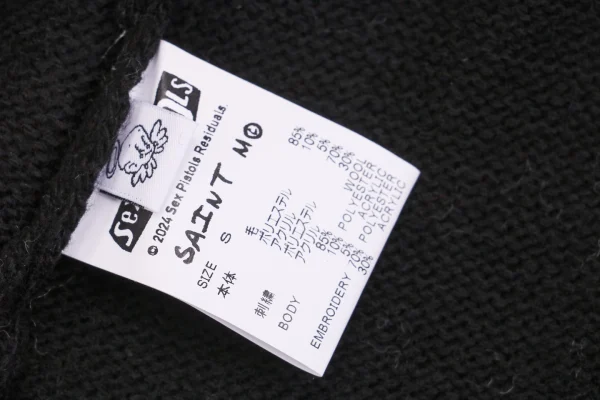 Sex OLS
© 2024 Sex Pistols Residuals.
SAINT M
SIZE S
本体 毛 85%
ポリエステル 10%
アクリル 5%
刺繍 ポリエステル 70%
アクリル 30%
BODY 85% WOOL
10% POLYESTER
5% ACRYLIC
EMBROIDERY 70% POLYESTER
30% ACRYLIC